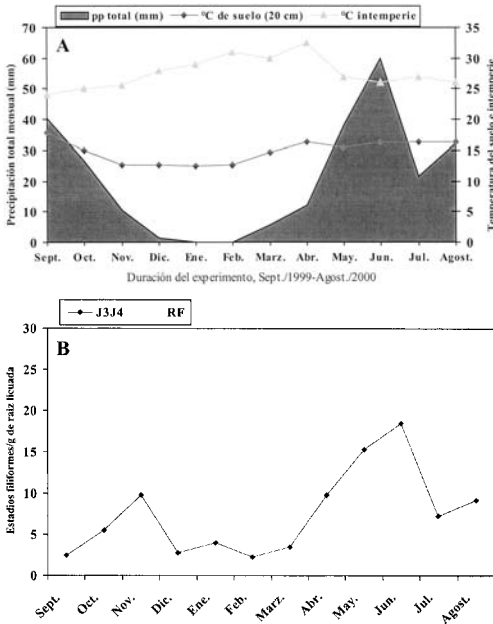 pp total (mm) °C de suelo (20 cm) °C intemperic
A
Precipitación total mensual (mm)
70
60
50
40
30
20
10
0
35
30
25
20
15
10
5
0
Temperatura del suelo e intemperie
Sept. Oct. Nov. Dic. Ene. Feb. Marz. Abr. May. Jun. Jul. Agost.
Duración del experimento, Sept./1999-Agost./2000
J3J4 RF
B
Estadios filiformes/g de raiz licuada
30
25
20
15
10
5
0
Sept. Oct. Nov. Dic. Ene. Feb. Marz. Abr. May. Jun. Jul. Agost.